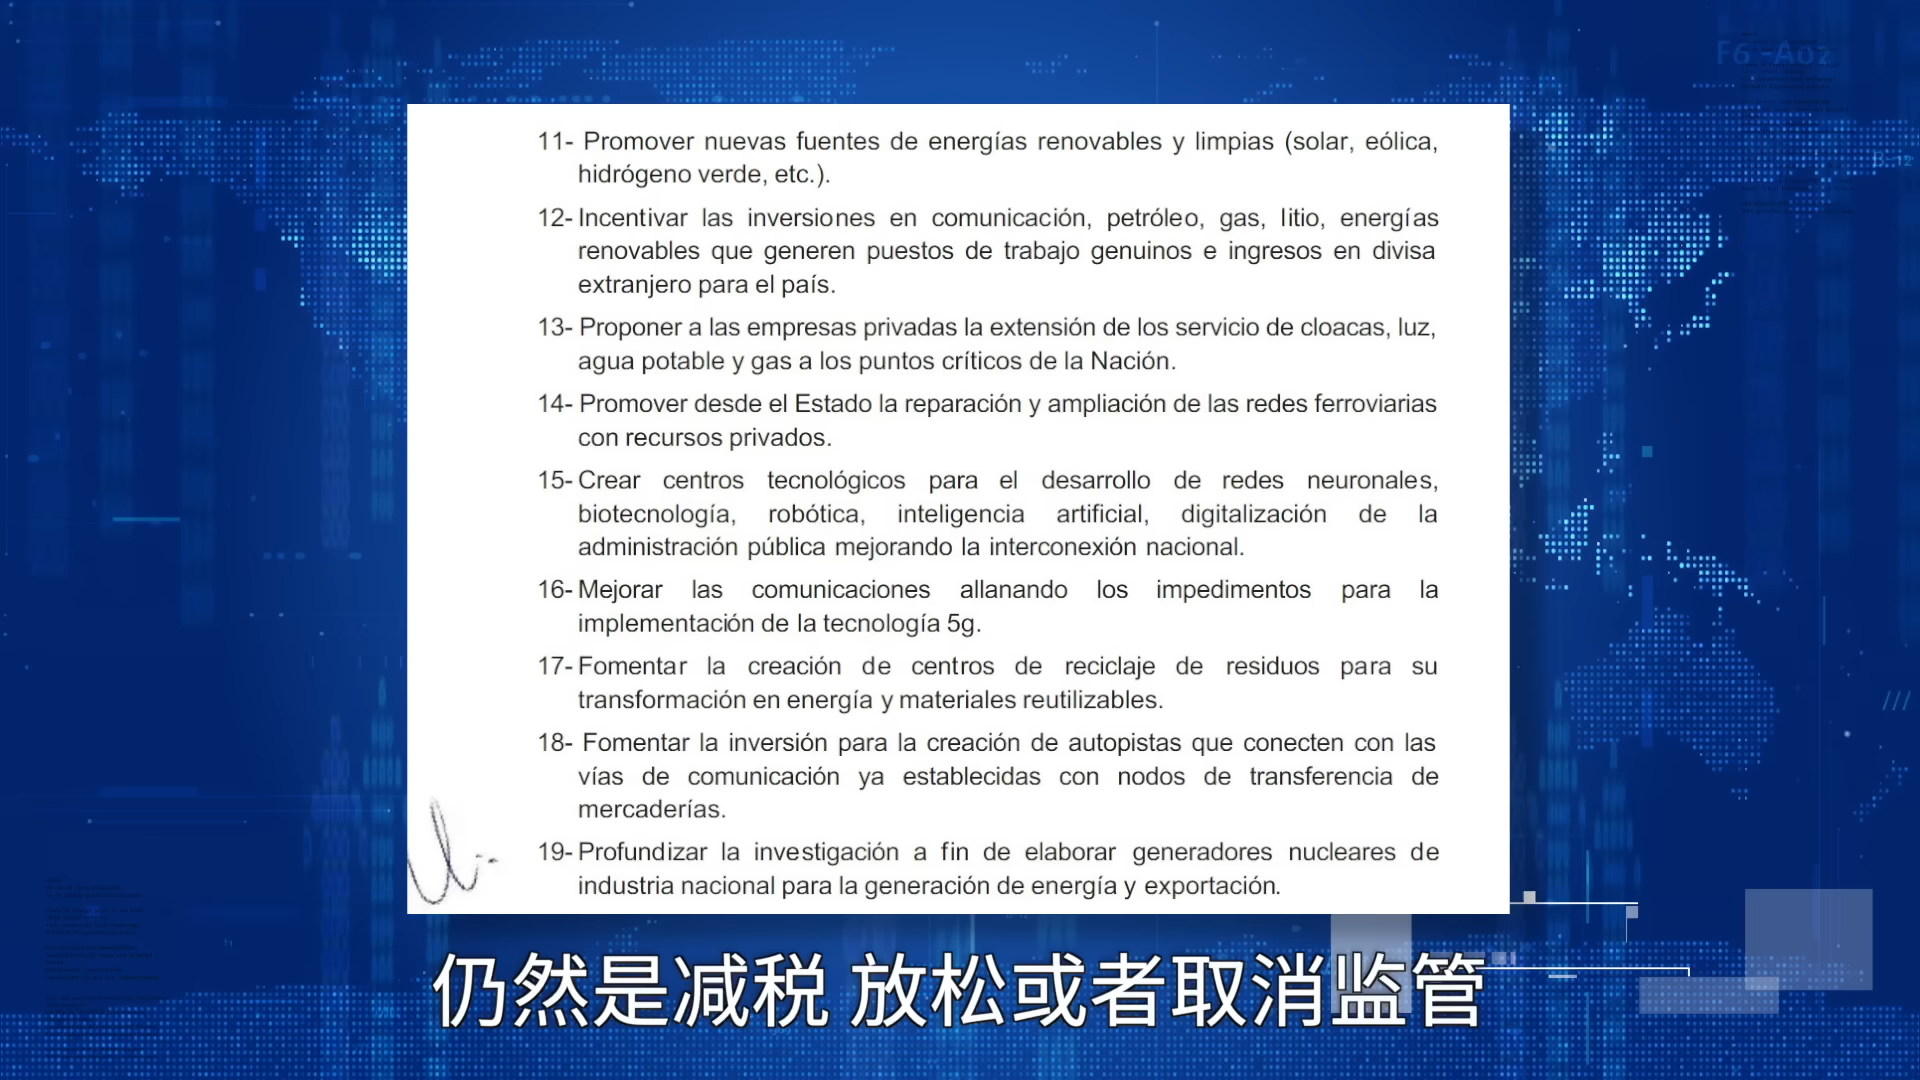 F6 -A02
B-12
11- Promover nuevas fuentes de energías renovables y limpias (solar, eólica,
hidrógeno verde, etc.).
12- Incentivar las inversiones en comunicación, petróleo, gas, litio, energías
renovables que generen puestos de trabajo genuinos e ingresos en divisa
extranjero para el país.
13- Proponer a las empresas privadas la extensión de los servicio de cloacas, luz,
agua potable y gas a los puntos críticos de la Nación.
14- Promover desde el Estado la reparación y ampliación de las redes ferroviarias
con recursos privados.
15- Crear centros tecnológicos para el desarrollo de redes neuronales,
biotecnología, robótica, inteligencia artificial, digitalización de la
administración pública mejorando la interconexión nacional.
16- Mejorar las comunicaciones allanando los impedimentos para la
implementación de la tecnología 5g.
17- Fomentar la creación de centros de reciclaje de residuos para su
transformación en energía y materiales reutilizables.
18- Fomentar la inversión para la creación de autopistas que conecten con las
vías de comunicación ya establecidas con nodos de transferencia de
mercaderías.
19- Profundizar la investigación a fin de elaborar generadores nucleares de
industria nacional para la generación de energía y exportación.
仍然是减税 放松或者取消监管